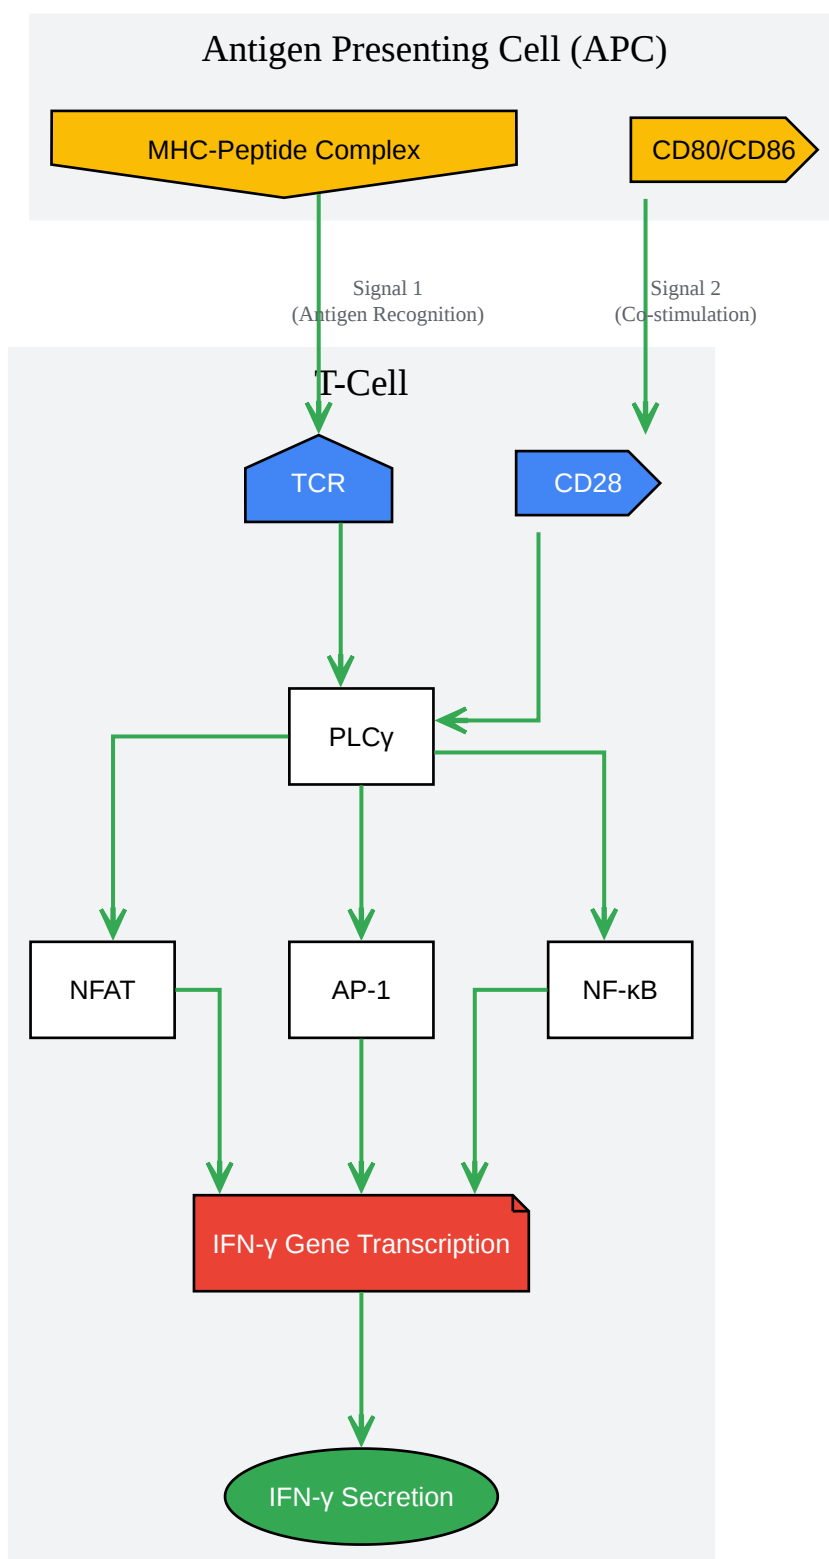 Antigen Presenting Cell (APC)
MHC-Peptide Complex
CD80/CD86
Signal 1
(Antigen Recognition)
Signal 2
(Co-stimulation)
T-Cell
TCR
CD28
PLCγ
NFAT
AP-1
NF-κB
IFN-γ Gene Transcription
IFN-γ Secretion